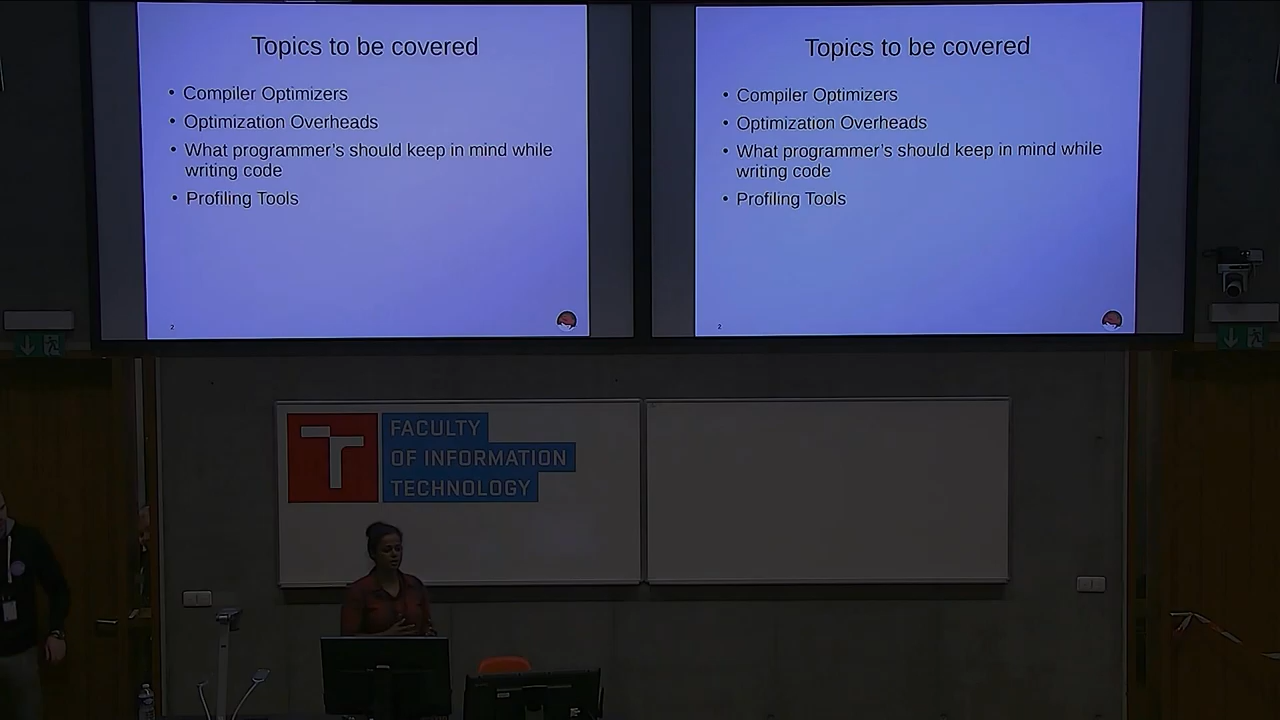 Topics to be covered
• Compiler Optimizers
• Optimization Overheads
• What programmer's should keep in mind while
writing code
• Profiling Tools
2
Topics to be covered
• Compiler Optimizers
• Optimization Overheads
• What programmer's should keep in mind while
writing code
• Profiling Tools
2
T
FACULTY
OF INFORMATION
TECHNOLOGY